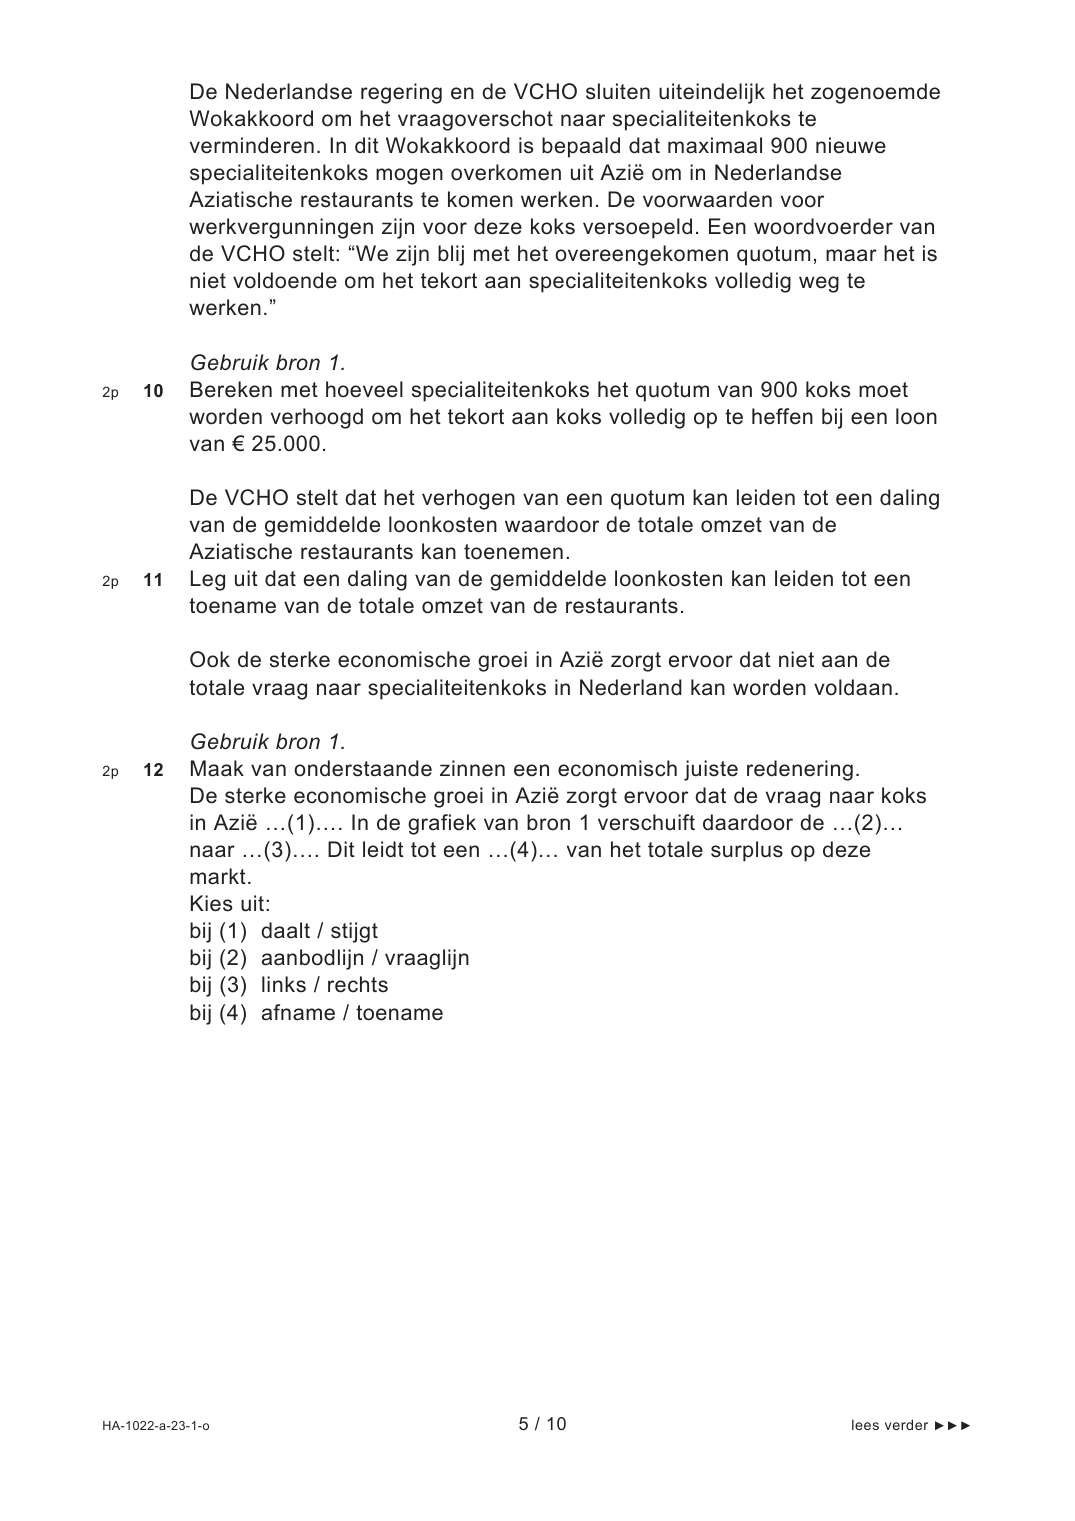 De Nederlandse regering en de VCHO sluiten uiteindelijk het zogenoemde
Wokakkoord om het vraagoverschot naar specialiteitenkoks te
verminderen. In dit Wokakkoord is bepaald dat maximaal 900 nieuwe
specialiteitenkoks mogen overkomen uit Azië om in Nederlandse
Aziatische restaurants te komen werken. De voorwaarden voor
werkvergunningen zijn voor deze koks versoepeld. Een woordvoerder van
de VCHO stelt: “We zijn blij met het overeengekomen quotum, maar het is
niet voldoende om het tekort aan specialiteitenkoks volledig weg te
werken.”
Gebruik bron 1.
2p 10 Bereken met hoeveel specialiteitenkoks het quotum van 900 koks moet
worden verhoogd om het tekort aan koks volledig op te heffen bij een loon
van € 25.000.
De VCHO stelt dat het verhogen van een quotum kan leiden tot een daling
van de gemiddelde loonkosten waardoor de totale omzet van de
Aziatische restaurants kan toenemen.
2p 11 Leg uit dat een daling van de gemiddelde loonkosten kan leiden tot een
toename van de totale omzet van de restaurants.
Ook de sterke economische groei in Azië zorgt ervoor dat niet aan de
totale vraag naar specialiteitenkoks in Nederland kan worden voldaan.
Gebruik bron 1.
2p 12 Maak van onderstaande zinnen een economisch juiste redenering.
De sterke economische groei in Azië zorgt ervoor dat de vraag naar koks
in Azië …(1)…. In de grafiek van bron 1 verschuift daardoor de …(2)…
naar …(3)…. Dit leidt tot een …(4)… van het totale surplus op deze
markt.
Kies uit:
bij (1) daalt / stijgt
bij (2) aanbodlijn / vraaglijn
bij (3) links / rechts
bij (4) afname / toename
HA-1022-a-23-1-o 5 / 10 lees verder ►►►